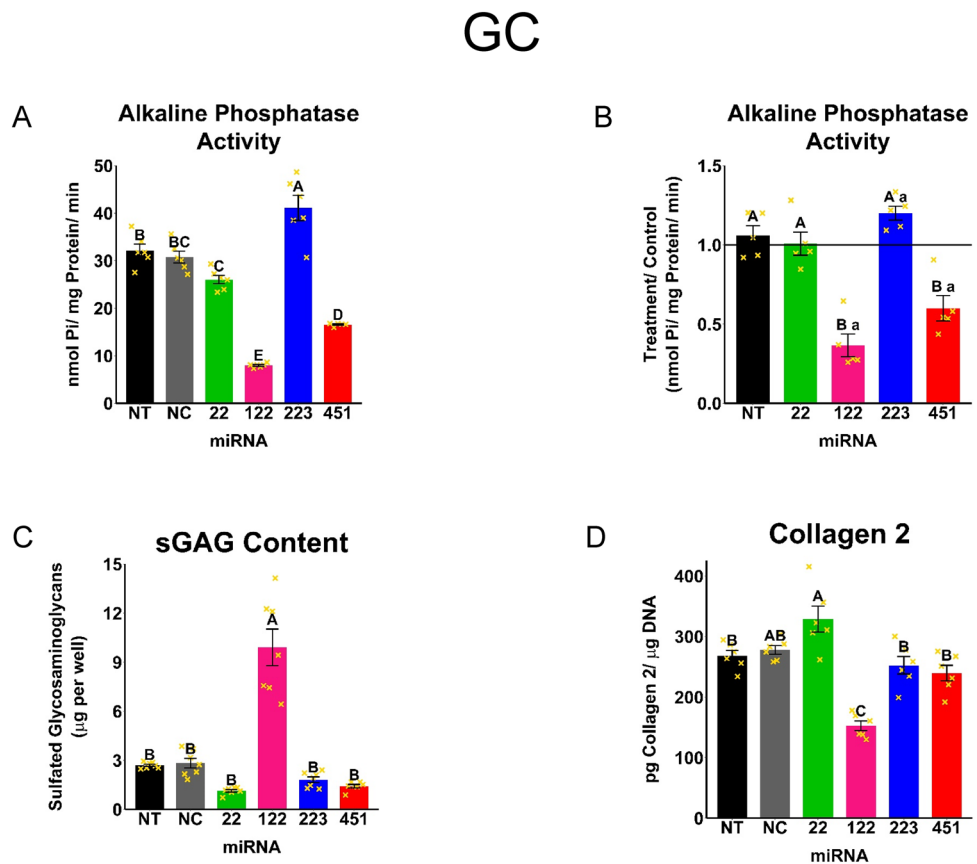 GC
A
Alkaline Phosphatase
Activity
nmol Pi/ mg Protein/ min
50
40
30
20
10
0
B
BC
C
E
A
D
NT NC 22 122 223 451
miRNA
B
Alkaline Phosphatase
Activity
Treatment/ Control
(nmol Pi/ mg Protein/ min)
1.5
1.0
0.5
0.0
A
A
B a
A a
B a
NT 22 122 223 451
miRNA
C
sGAG Content
Sulfated Glycosaminoglycans
(μg per well)
15
12
9
6
3
0
B
B
B
A
B
B
NT NC 22 122 223 451
miRNA
D
Collagen 2
pg Collagen 2/ μg DNA
400
300
200
100
0
B
AB
A
C
B
B
NT NC 22 122 223 451
miRNA